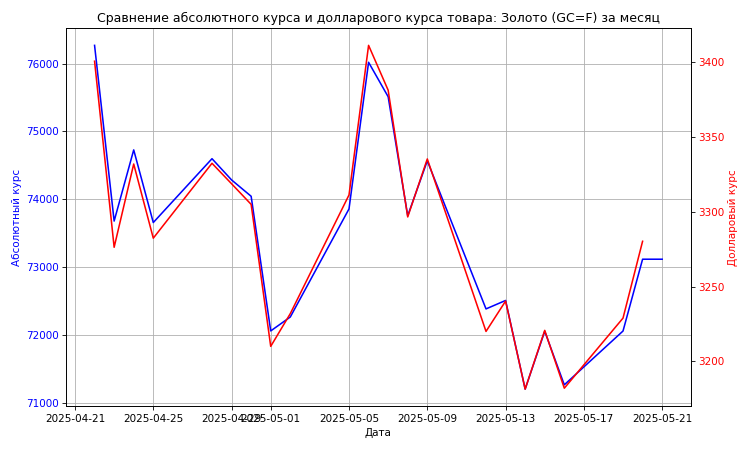 Сравнение абсолютного курса и долларового курса товара: Золото (GC=F) за месяц
Абсолютный курс
76000
75000
74000
73000
72000
71000
3400
3350
3300
3250
3200
Долларовый курс
2025-04-21 2025-04-25 2025-04-29 2025-05-01 2025-05-05 2025-05-09 2025-05-13 2025-05-17 2025-05-21
Дата